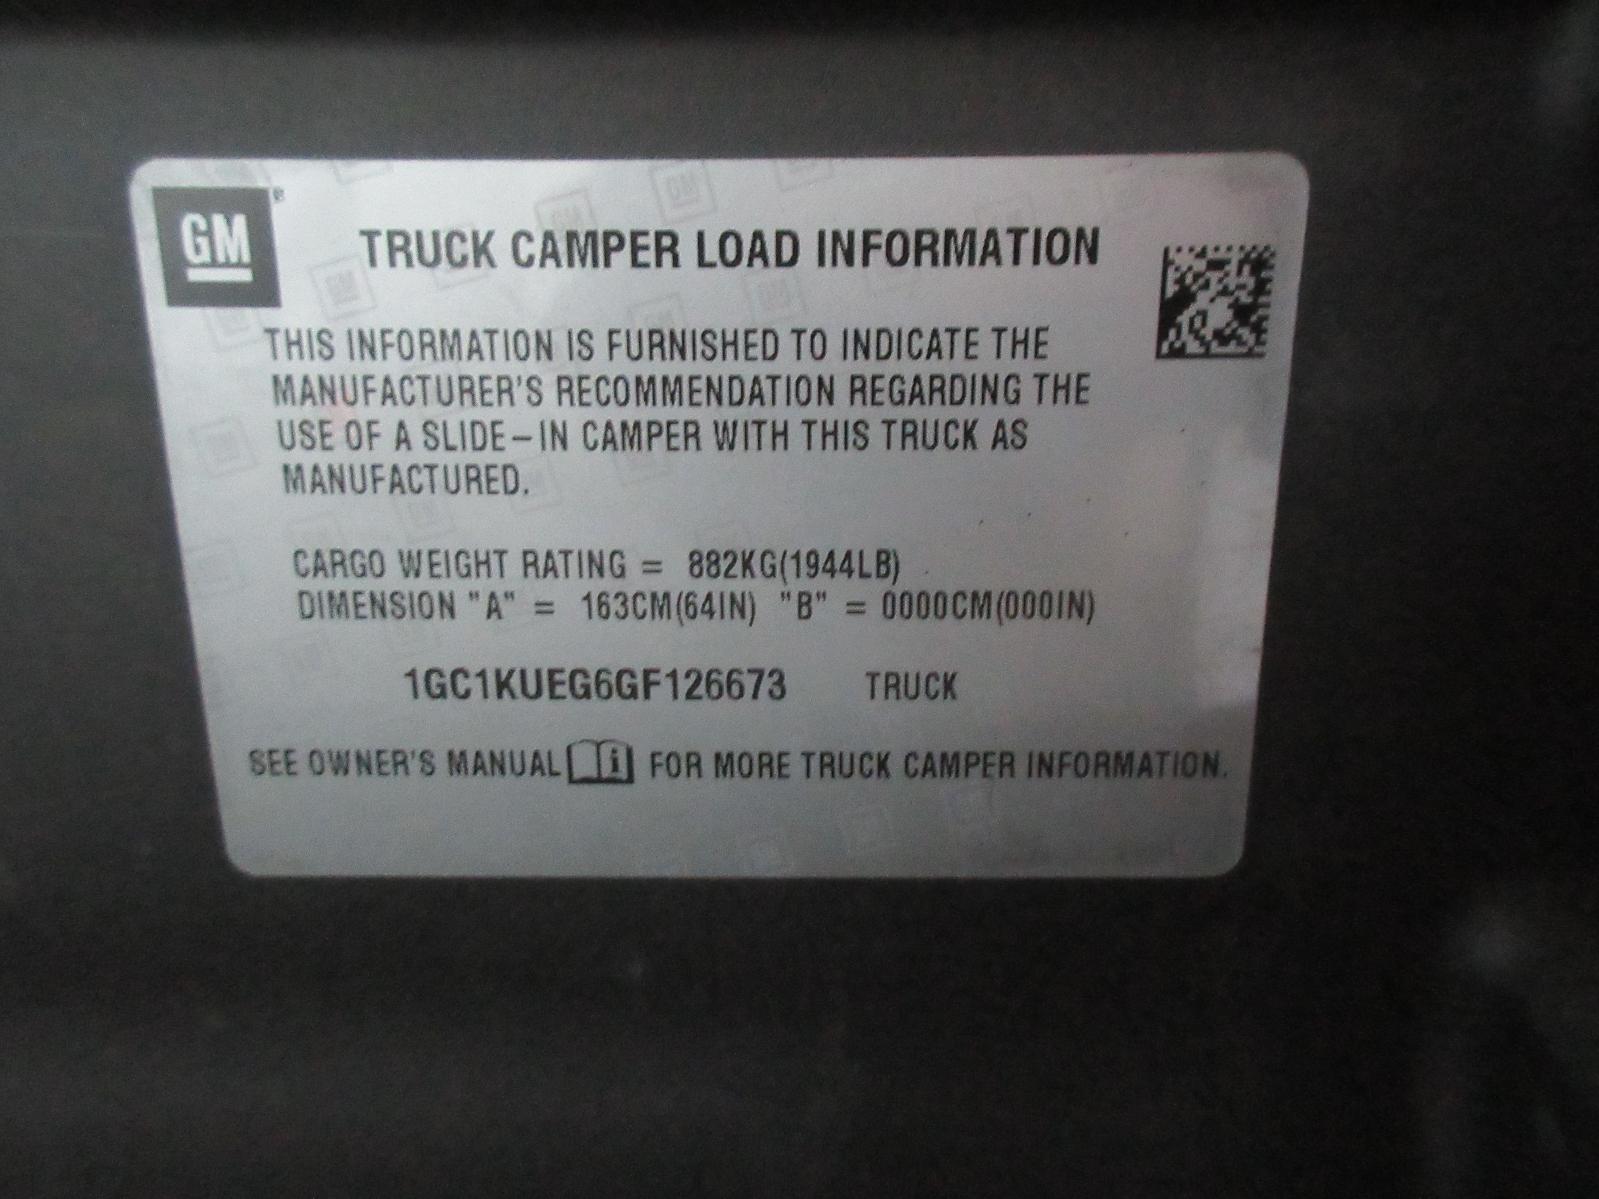 GM
TRUCK CAMPER LOAD INFORMATION
THIS INFORMATION IS FURNISHED TO INDICATE THE
MANUFACTURER'S RECOMMENDATION REGARDING THE
USE OF A SLIDE-IN CAMPER WITH THIS TRUCK AS
MANUFACTURED.
CARGO WEIGHT RATING = 882KG(1944LB)
DIMENSION "A" = 163CM(64IN) "B" = 0000CM(000IN)
1GC1KUEG6GF126673 TRUCK
SEE OWNER'S MANUAL i FOR MORE TRUCK CAMPER INFORMATION.